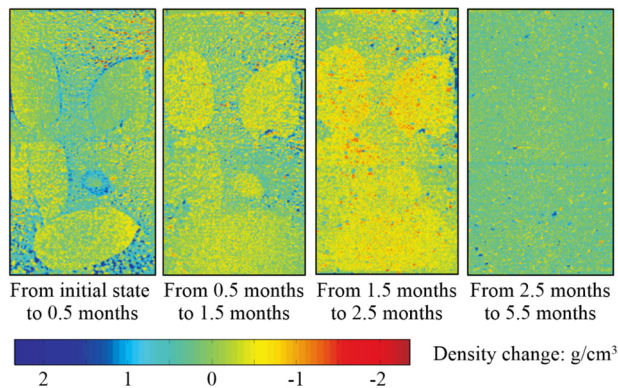 From initial state
to 0.5 months
From 0.5 months
to 1.5 months
From 1.5 months
to 2.5 months
From 2.5 months
to 5.5 months
2 1 0 -1 -2
Density change: g/cm³